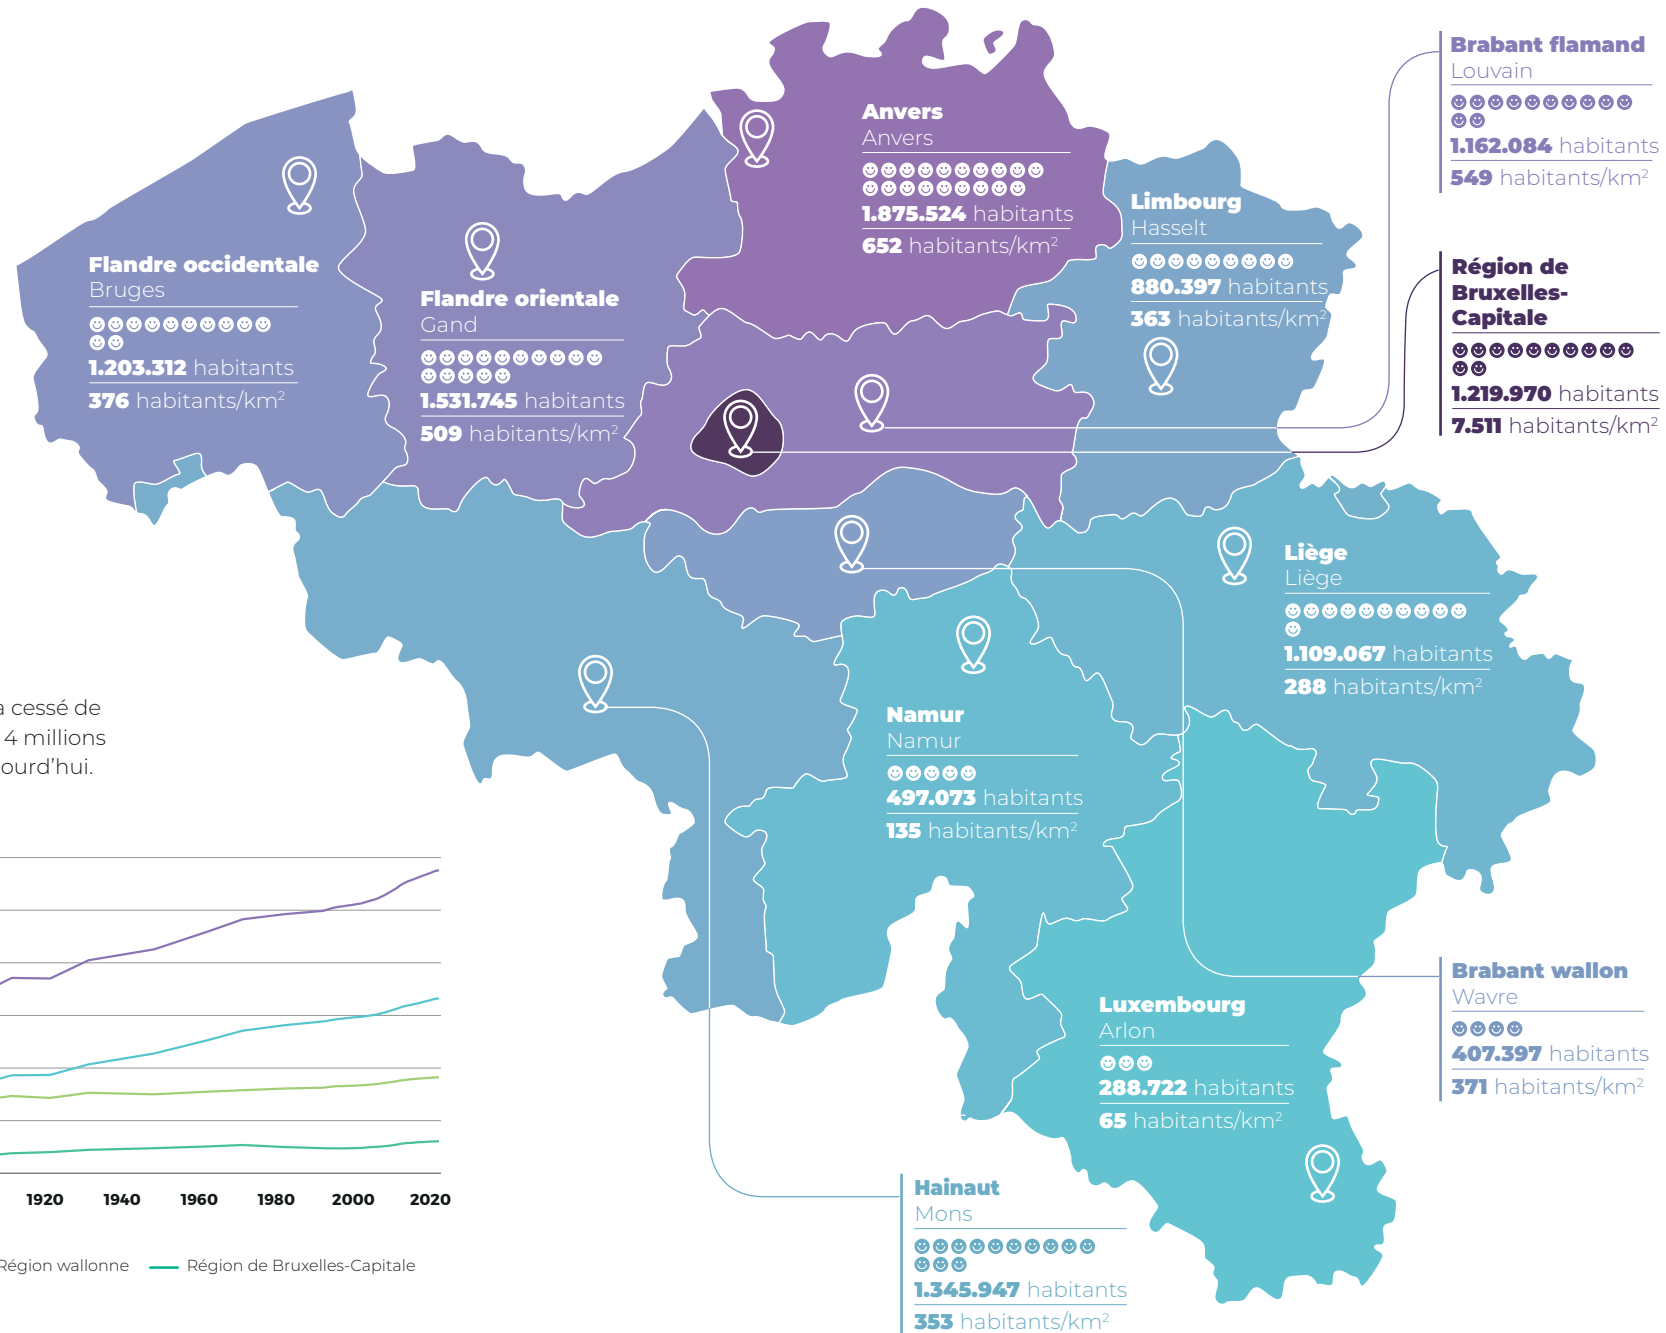 Brabant flamand
Louvain
1.162.084 habitants
549 habitants/km²
Anvers
Anvers
1.875.524 habitants
652 habitants/km²
Limbourg
Hasselt
880.397 habitants
363 habitants/km²
Flandre occidentale
Bruges
1.203.312 habitants
376 habitants/km²
Flandre orientale
Gand
1.531.745 habitants
509 habitants/km²
Région de
Bruxelles-
Capitale
1.219.970 habitants
7.511 habitants/km²
Liège
Liège
1.109.067 habitants
288 habitants/km²
a cessé de
4 millions
ourd'hui.
Namur
Namur
497.073 habitants
135 habitants/km²
Brabant wallon
Wavre
407.397 habitants
371 habitants/km²
Luxembourg
Arlon
288.722 habitants
65 habitants/km²
Hainaut
Mons
1.345.947 habitants
353 habitants/km²
1920 1940 1960 1980 2000 2020
Région wallonne Région de Bruxelles-Capitale